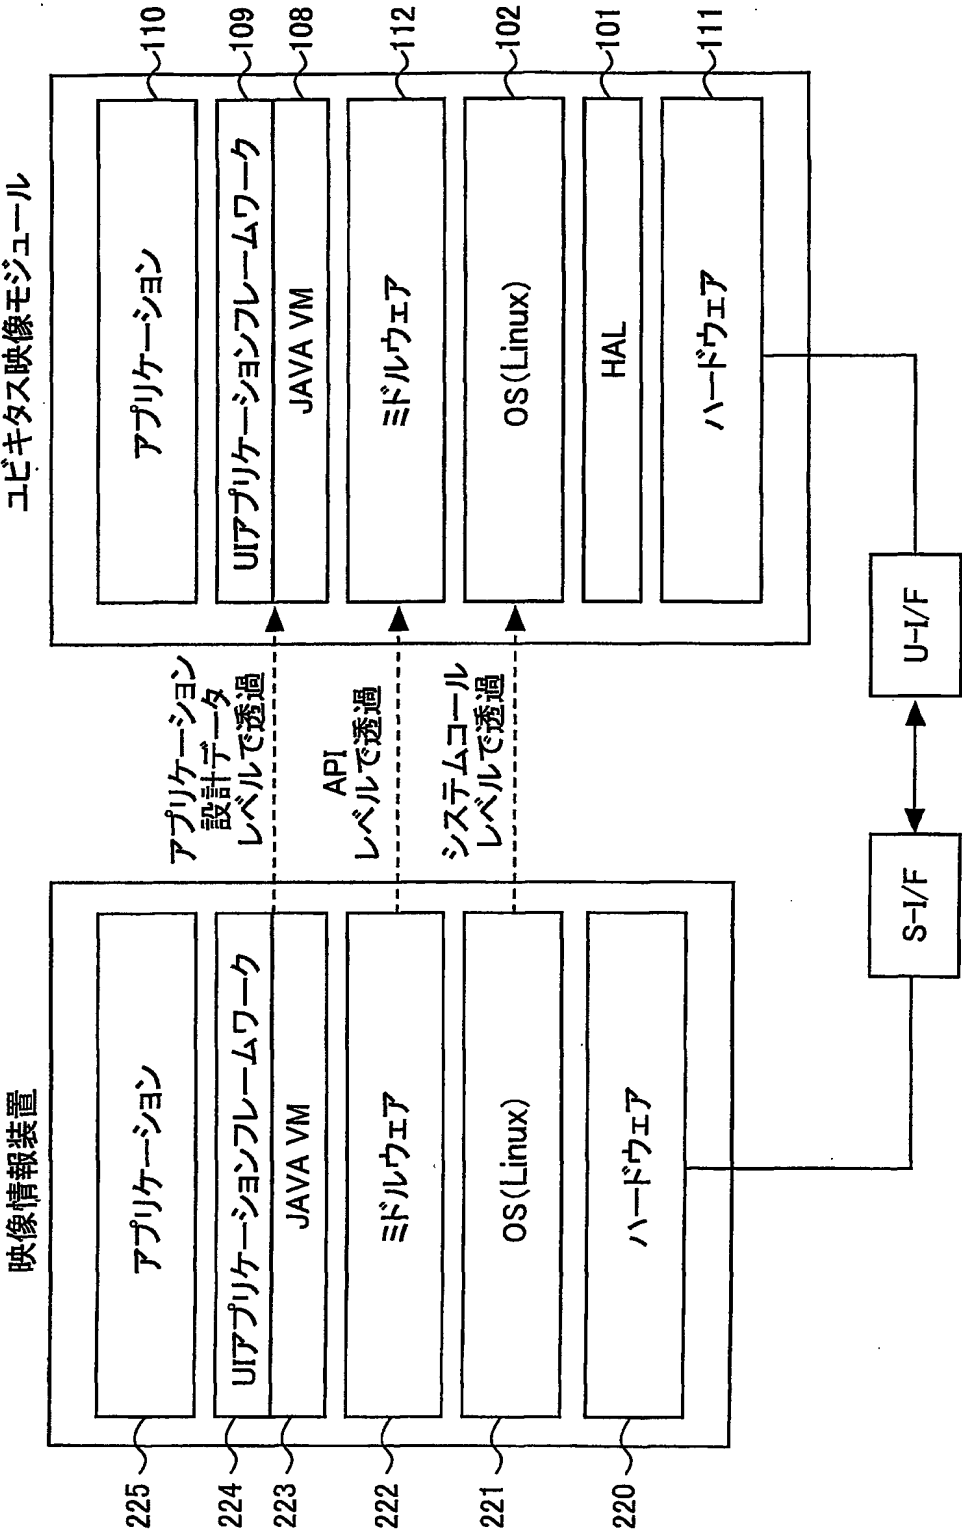 映像情報装置
225
アプリケーション
224
UIアプリケーションフレームワーク
223
JAVA VM
222
ミドルウェア
221
OS(Linux)
220
ハードウェア
アプリケーション
設計データ
レベルで透過
API
レベルで透過
システムコール
レベルで透過
ユビキタス映像モジュール
アプリケーション
110
UIアプリケーションフレームワーク
109
JAVA VM
108
ミドルウェア
112
OS(Linux)
102
HAL
101
ハードウェア
111
S-I/F
U-I/F